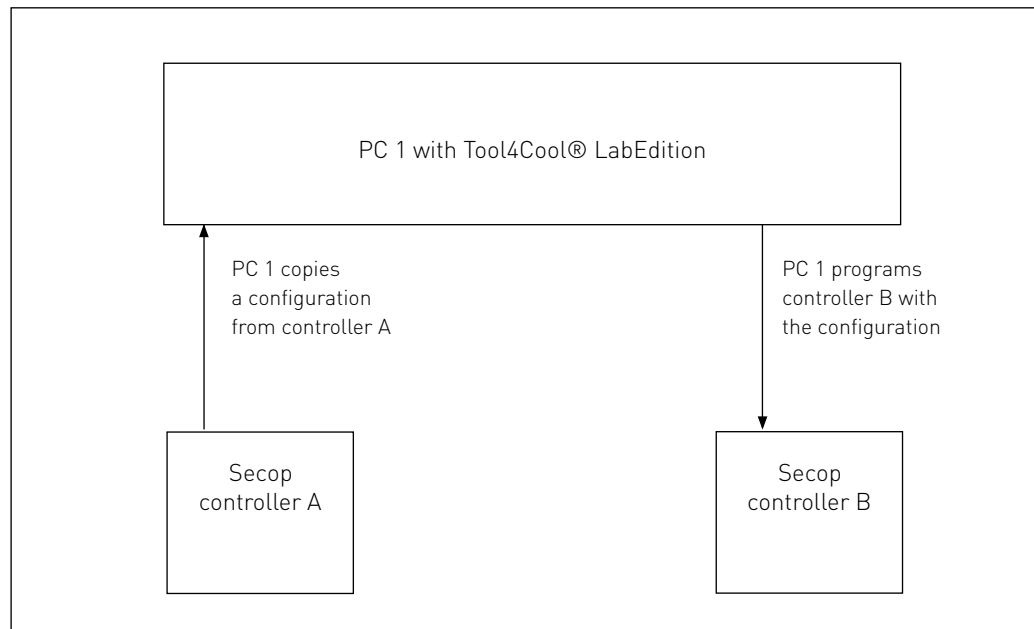 PC 1 with Tool4Cool® LabEdition
PC 1 copies
a configuration
from controller A
PC 1 programs
controller B with
the configuration
Secop
controller A
Secop
controller B